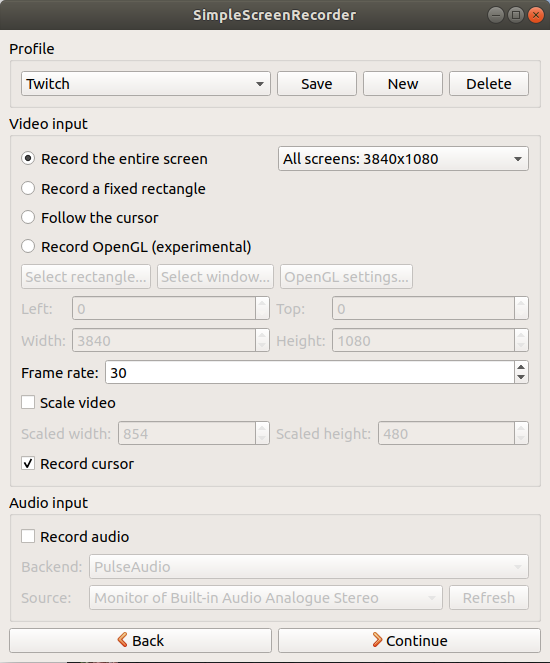 SimpleScreenRecorder
Profile
Twitch Save New Delete
Video input
Record the entire screen All screens: 3840x1080
Record a fixed rectangle
Follow the cursor
Record OpenGL (experimental)
Select rectangle... Select window... OpenGL settings...
Left: 0 Top: 0
Width: 3840 Height: 1080
Frame rate: 30
Scale video
Scaled width: 854 Scaled height: 480
Record cursor
Audio input
Record audio
Backend: PulseAudio
Source: Monitor of Built-in Audio Analogue Stereo Refresh
Back Continue